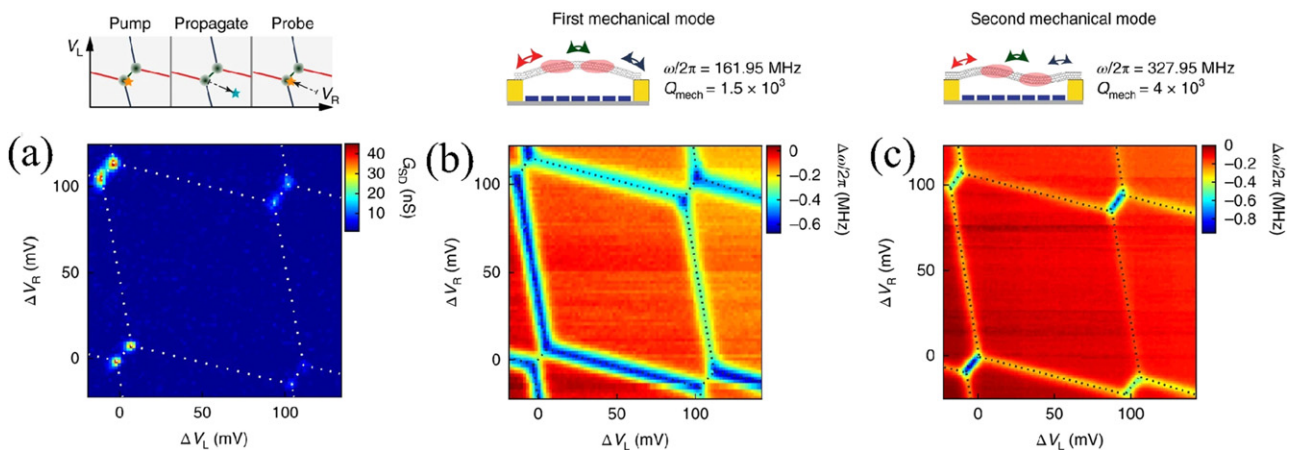 Pump Propagate Probe
V_L
V_R
First mechanical mode
ω/2π = 161.95 MHz
Q_mech = 1.5 × 10³
Second mechanical mode
ω/2π = 327.95 MHz
Q_mech = 4 × 10³
(a)
G_SD (nS)
40
30
20
10
100
50
0
ΔV_R (mV)
0 50 100
ΔV_L (mV)
(b)
Δω/2π (MHz)
0
−0.2
−0.4
−0.6
100
50
0
ΔV_R (mV)
0 50 100
ΔV_L (mV)
(c)
Δω/2π (MHz)
0
−0.2
−0.4
−0.6
−0.8
100
50
0
ΔV_R (mV)
0 50 100
ΔV_L (mV)